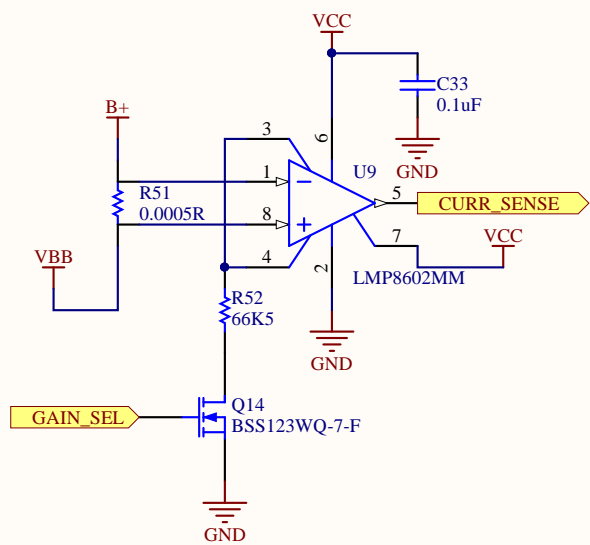 VCC
C33
0.1uF
GND
B+
3
6
U9
1
R51
0.0005R
5
CURR_SENSE
8
7
VCC
VBB
4
2
LMP8602MM
R52
66K5
GND
GAIN_SEL
Q14
BSS123WQ-7-F
GND